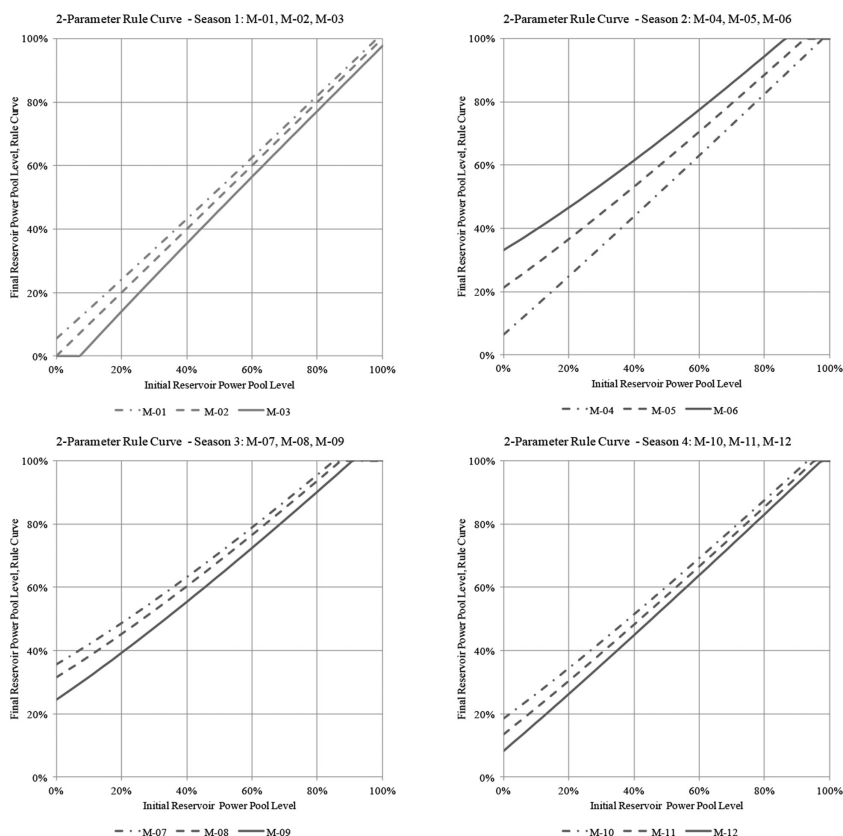 2-Parameter Rule Curve - Season 1: M-01, M-02, M-03
Final Reservoir Power Pool Level, Rule Curve
100%
80%
60%
40%
20%
0%
0% 20% 40% 60% 80% 100%
Initial Reservoir Power Pool Level
M-01 M-02 M-03
2-Parameter Rule Curve - Season 2: M-04, M-05, M-06
Final Reservoir Power Pool Level, Rule Curve
100%
80%
60%
40%
20%
0%
0% 20% 40% 60% 80% 100%
Initial Reservoir Power Pool Level
M-04 M-05 M-06
2-Parameter Rule Curve - Season 3: M-07, M-08, M-09
Final Reservoir Power Pool Level, Rule Curve
100%
80%
60%
40%
20%
0%
0% 20% 40% 60% 80% 100%
Initial Reservoir Power Pool Level
M-07 M-08 M-09
2-Parameter Rule Curve - Season 4: M-10, M-11, M-12
Final Reservoir Power Pool Level, Rule Curve
100%
80%
60%
40%
20%
0%
0% 20% 40% 60% 80% 100%
Initial Reservoir Power Pool Level
M-10 M-11 M-12